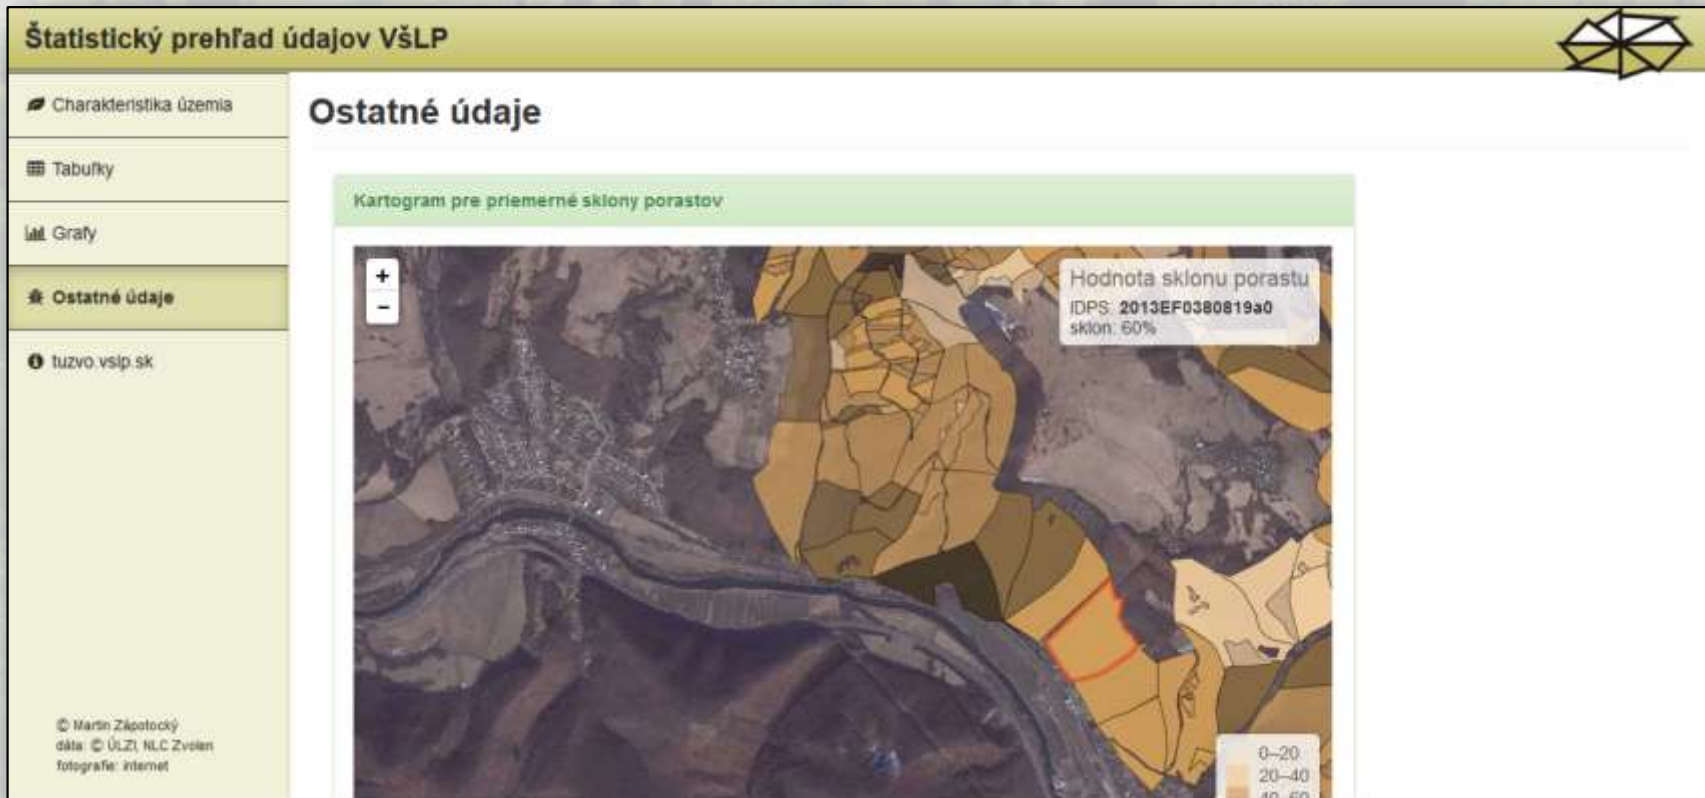 Štatistický prehľad údajov VšLP
Charakteristika územia
Tabuľky
Grafy
Ostatné údaje
tuzvo.vslp.sk
© Martin Zápotocký
dáta: © ÚLZI, NLC Zvolen
fotografie: internet
Ostatné údaje
Kartogram pre priemerné sklony porastov
+
−
Hodnota sklonu porastu
IDPS: 2013EF0380819a0
sklon: 60%
0–20
20–40
40–60